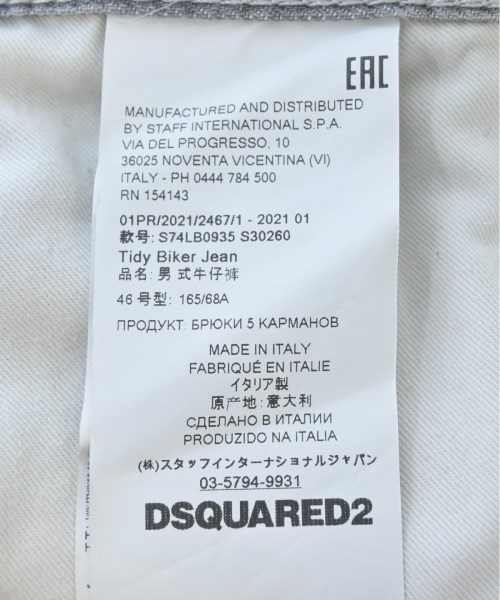 EAC
MANUFACTURED AND DISTRIBUTED
BY STAFF INTERNATIONAL S.P.A.
VIA DEL PROGRESSO, 10
36025 NOVENTA VICENTINA (VI)
ITALY - PH 0444 784 500
RN 154143
01PR/2021/2467/1 - 2021 01
款号: S74LB0935 S30260
Tidy Biker Jean
品名: 男 式牛仔裤
46 号型: 165/68A
ПРОДУКТ: БРЮКИ 5 КАРМАНОВ
MADE IN ITALY
FABRIQUÉ EN ITALIE
イタリア製
原产地: 意大利
СДЕЛАНО В ИТАЛИИ
PRODUZIDO NA ITALIA
(株)スタッフインターナショナルジャパン
03-5794-9931
DSQUARED2